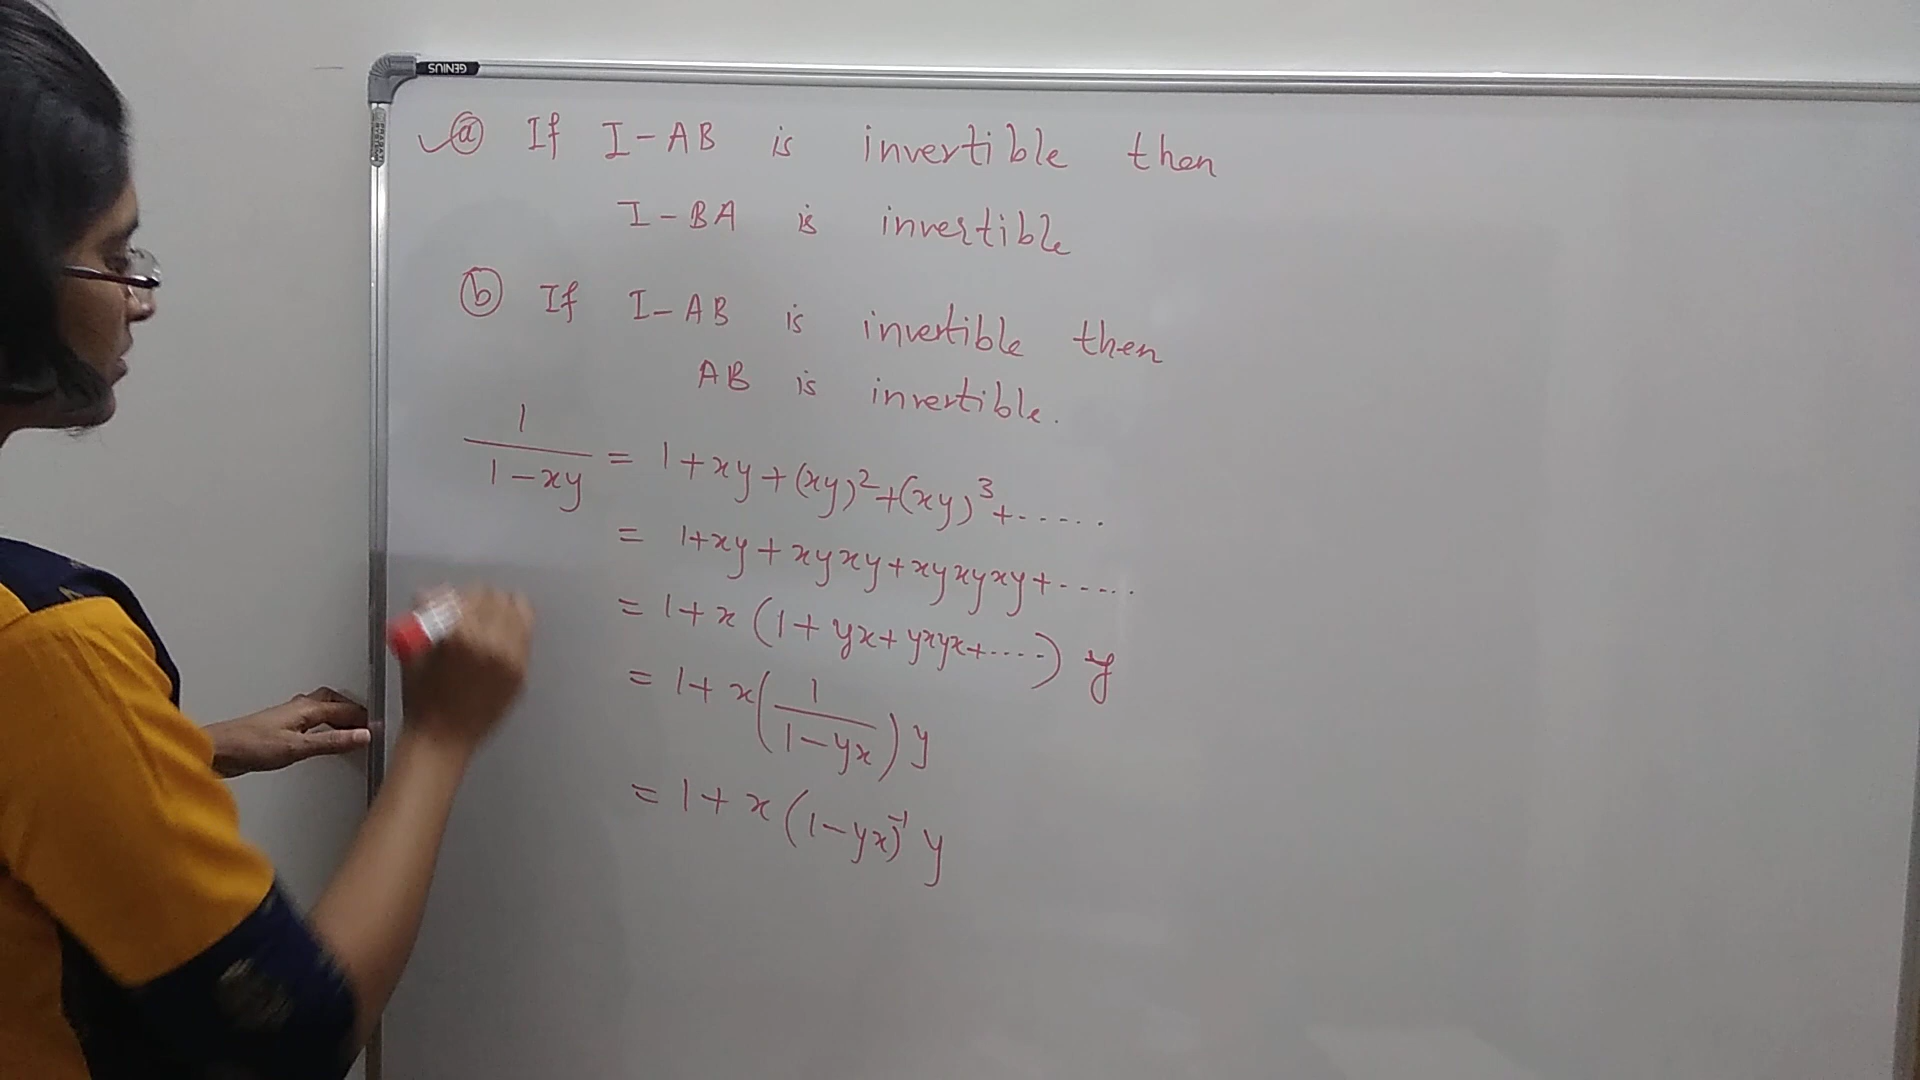 GENIUS
ⓐ If I-AB is invertible then
I-BA is invertible
ⓑ If I-AB is invertible then
AB is invertible.
1/(1-xy) = 1+xy+(xy)²+(xy)³+......
= 1+xy+xyxy+xyxyxy+......
= 1+x(1+yx+yxyx+.....)y
= 1+x(1/(1-yx))y
= 1+x(1-yx)⁻¹y